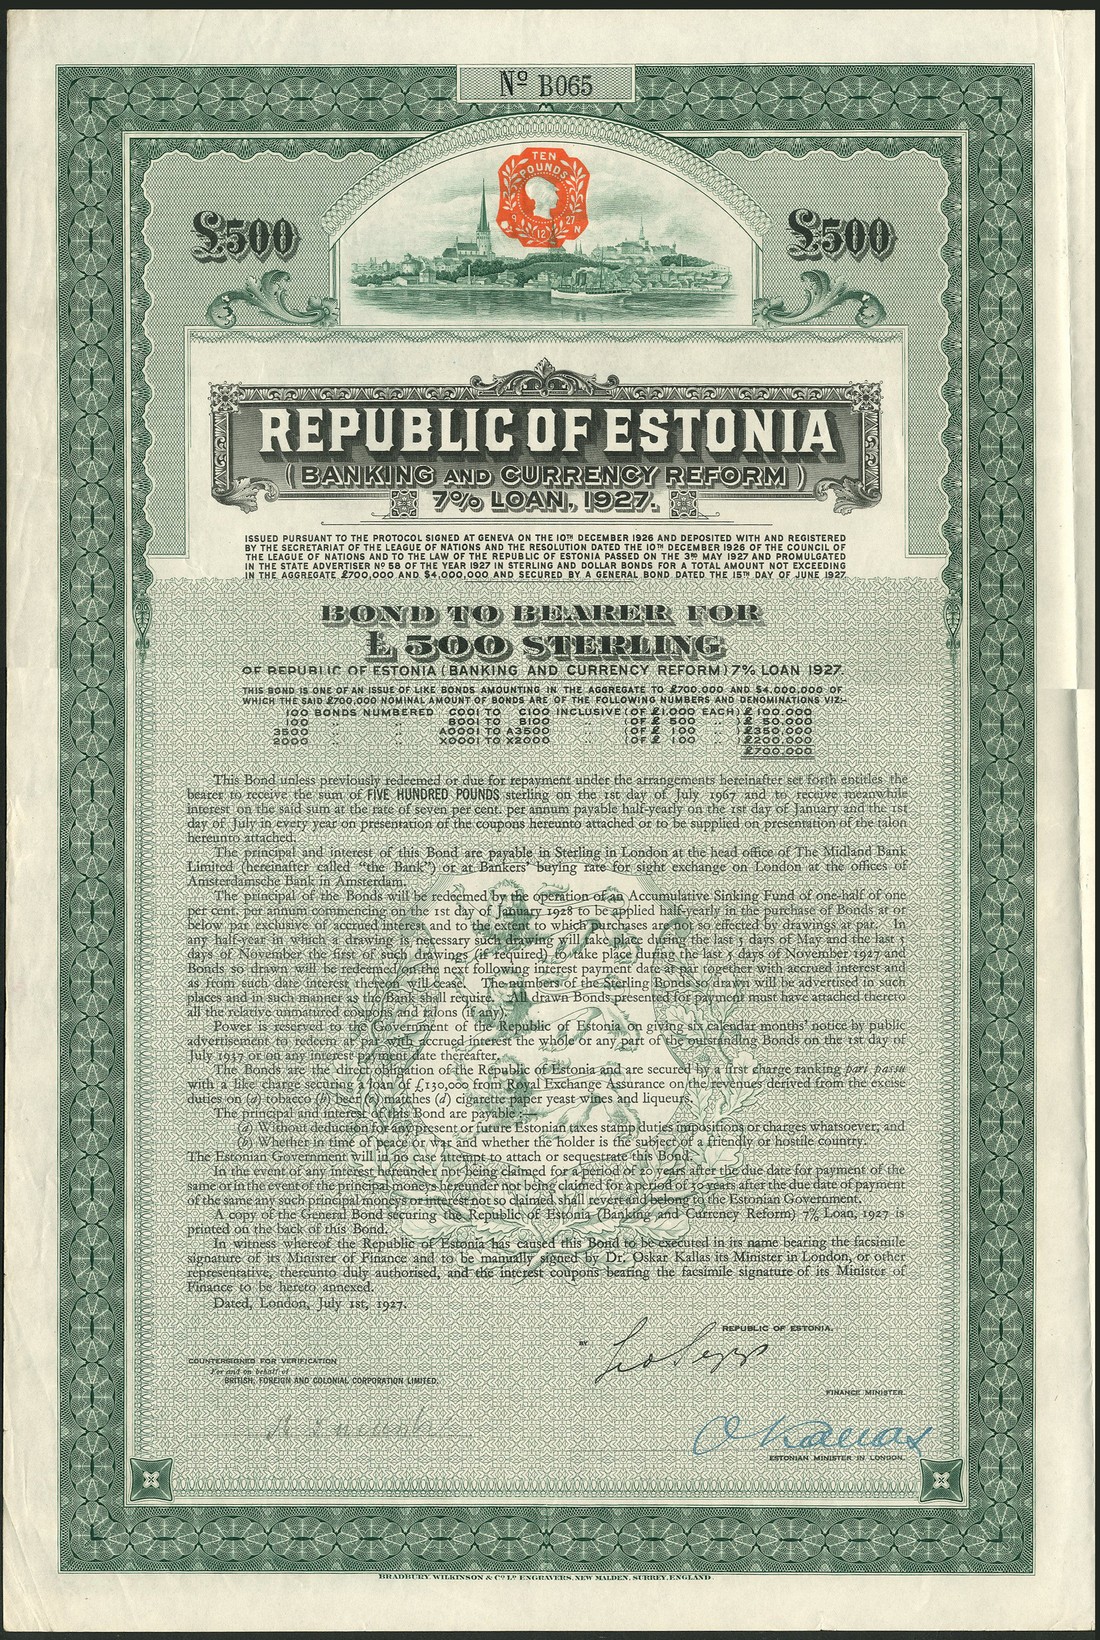 Nº B065
TEN
POUNDS
9 27
12 N
£500 £500
REPUBLIC OF ESTONIA
(BANKING AND CURRENCY REFORM)
7% LOAN, 1927.
ISSUED PURSUANT TO THE PROTOCOL SIGNED AT GENEVA ON THE 10TH DECEMBER 1926 AND DEPOSITED WITH AND REGISTERED
BY THE SECRETARIAT OF THE LEAGUE OF NATIONS AND THE RESOLUTION DATED THE 10TH DECEMBER 1926 OF THE COUNCIL OF
THE LEAGUE OF NATIONS AND TO THE LAW OF THE REPUBLIC OF ESTONIA PASSED ON THE 3RD MAY 1927 AND PROMULGATED
IN THE STATE ADVERTISER Nº 58 OF THE YEAR 1927 IN STERLING AND DOLLAR BONDS FOR A TOTAL AMOUNT NOT EXCEEDING
IN THE AGGREGATE £700,000 AND $4,000,000 AND SECURED BY A GENERAL BOND DATED THE 15TH DAY OF JUNE 1927
BOND TO BEARER FOR
£500 STERLING
OF REPUBLIC OF ESTONIA (BANKING AND CURRENCY REFORM) 7% LOAN 1927.
THIS BOND IS ONE OF AN ISSUE OF LIKE BONDS AMOUNTING IN THE AGGREGATE TO £700,000 AND $4,000,000 OF
WHICH THE SAID £700,000 NOMINAL AMOUNT OF BONDS ARE OF THE FOLLOWING NUMBERS AND DENOMINATIONS VIZ:-
100 BONDS NUMBERED C001 TO C100 INCLUSIVE (OF £1,000 EACH) £100,000
100 " " B001 TO B100 " (OF £ 500 " ) £ 50,000
3500 " " A0001 TO A3500 " (OF £ 100 " ) £350,000
2000 " " X0001 TO X2000 " (OF £ 100 " ) £200,000
£700,000
This Bond unless previously redeemed or due for repayment under the arrangements hereinafter set forth entitles the
bearer to receive the sum of FIVE HUNDRED POUNDS sterling on the 1st day of July 1967 and to receive meanwhile
interest on the said sum at the rate of seven per cent. per annum payable half-yearly on the 1st day of January and the 1st
day of July in every year on presentation of the coupons hereunto attached or to be supplied on presentation of the talon
hereunto attached.
The principal and interest of this Bond are payable in Sterling in London at the head office of The Midland Bank
Limited (hereinafter called "the Bank") or at Bankers' buying rate for sight exchange on London at the offices of
Amsterdamsche Bank in Amsterdam.
The principal of the Bonds will be redeemed by the operation of an Accumulative Sinking Fund of one-half of one
per cent. per annum commencing on the 1st day of January 1928 to be applied half-yearly in the purchase of Bonds at or
below par exclusive of accrued interest and to the extent to which purchases are not so effected by drawings at par. In
any half-year in which a drawing is necessary such drawing will take place during the last 5 days of May and the last 5
days of November the first of such drawings (if required) to take place during the last 5 days of November 1927 and
Bonds so drawn will be redeemed on the next following interest payment date at par together with accrued interest and
as from such date interest thereon will cease. The numbers of the Sterling Bonds so drawn will be advertised in such
places and in such manner as the Bank shall require. All drawn Bonds presented for payment must have attached thereto
all the relative unmatured coupons and talons (if any).
Power is reserved to the Government of the Republic of Estonia on giving six calendar months' notice by public
advertisement to redeem at par with accrued interest the whole or any part of the outstanding Bonds on the 1st day of
July 1937 or on any interest payment date thereafter.
The Bonds are the direct obligation of the Republic of Estonia and are secured by a first charge ranking pari passu
with a like charge securing a loan of £130,000 from Royal Exchange Assurance on the revenues derived from the excise
duties on (a) tobacco (b) beer (c) matches (d) cigarette paper yeast wines and liqueurs.
The principal and interest of this Bond are payable :—
(a) Without deduction for any present or future Estonian taxes stamp duties impositions or charges whatsoever; and
(b) Whether in time of peace or war and whether the holder is the subject of a friendly or hostile country.
The Estonian Government will in no case attempt to attach or sequestrate this Bond.
In the event of any interest hereunder not being claimed for a period of 10 years after the due date for payment of the
same or in the event of the principal moneys hereunder not being claimed for a period of 30 years after the due date of payment
of the same any such principal moneys or interest not so claimed shall revert and belong to the Estonian Government.
A copy of the General Bond securing the Republic of Estonia (Banking and Currency Reform) 7% Loan, 1927 is
printed on the back of this Bond.
In witness whereof the Republic of Estonia has caused this Bond to be executed in its name bearing the facsimile
signature of its Minister of Finance and to be manually signed by Dr. Oskar Kallas its Minister in London, or other
representative, thereunto duly authorised, and the interest coupons bearing the facsimile signature of its Minister of
Finance to be hereto annexed.
Dated, London, July 1st, 1927.
REPUBLIC OF ESTONIA.
BY Leo Sepp
COUNTERSIGNED FOR VERIFICATION
For and on behalf of
BRITISH, FOREIGN AND COLONIAL CORPORATION LIMITED.
FINANCE MINISTER.
O Kallas
ESTONIAN MINISTER IN LONDON.
BRADBURY, WILKINSON & Cº Lᴰ ENGRAVERS, NEW MALDEN, SURREY, ENGLAND